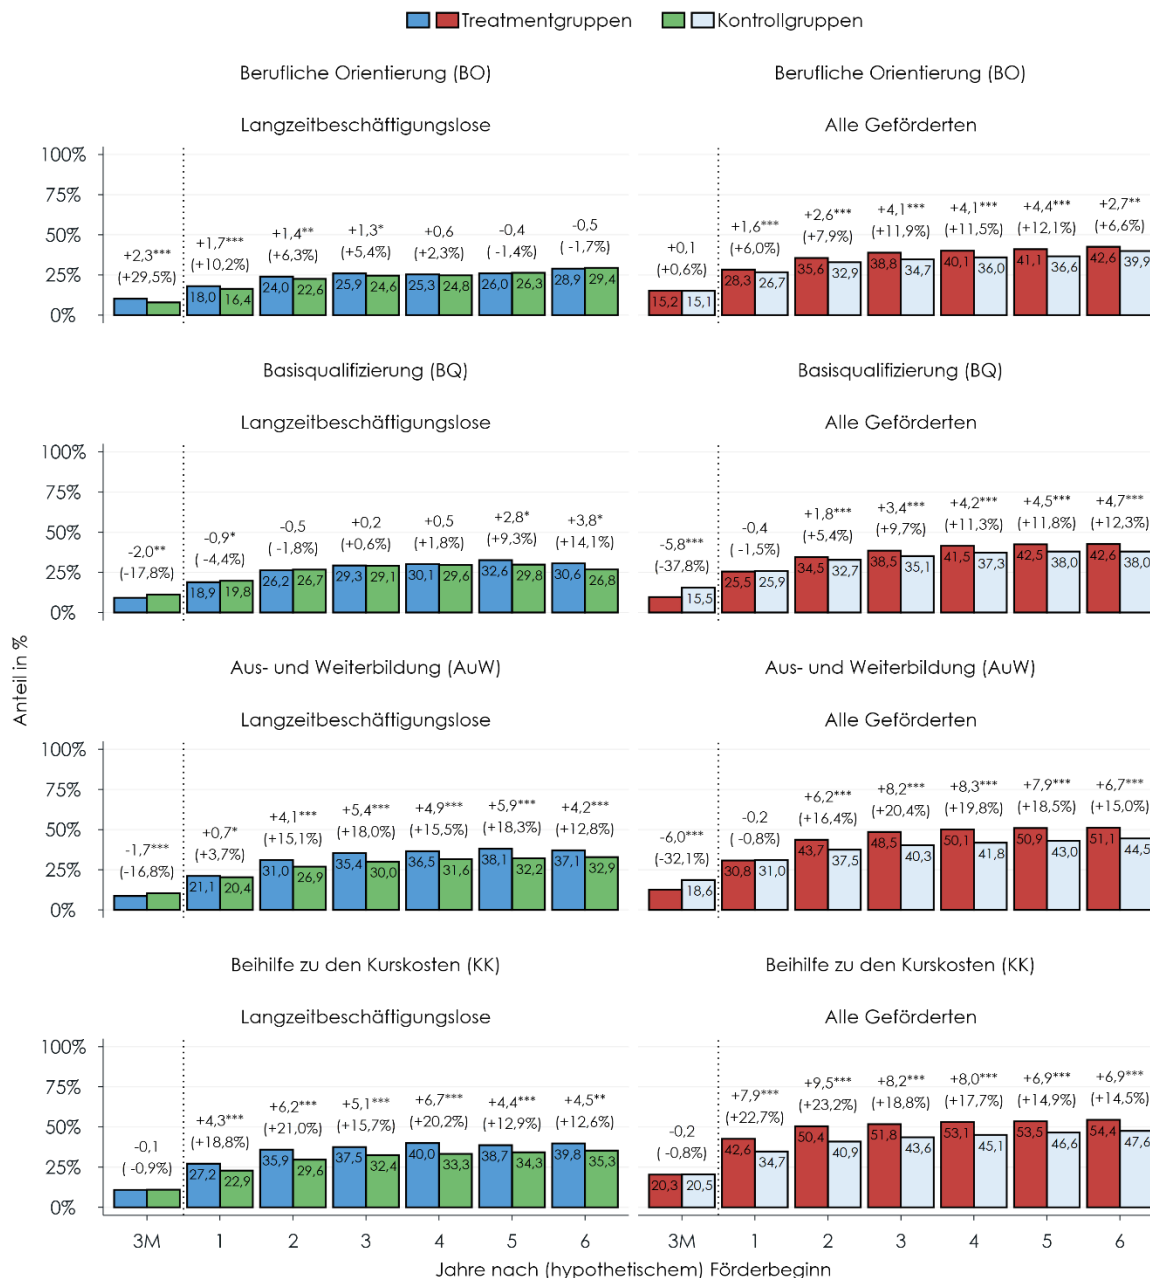 Treatmentgruppen Kontrollgruppen
Berufliche Orientierung (BO) Berufliche Orientierung (BO)
Langzeitbeschäftigungslose Alle Geförderten
100%
75%
50%
25%
0%
+2,3*** +1,7*** +1,4** +1,3* +0,6 -0,4 -0,5
(+29,5%) (+10,2%) (+6,3%) (+5,4%) (+2,3%) ( -1,4%) ( -1,7%)
18,0 16,4 24,0 22,6 25,9 24,6 25,3 24,8 26,0 26,3 28,9 29,4
+0,1 +1,6*** +2,6*** +4,1*** +4,1*** +4,4*** +2,7**
(+0,6%) (+6,0%) (+7,9%) (+11,9%) (+11,5%) (+12,1%) (+6,6%)
15,2 15,1 28,3 26,7 35,6 32,9 38,8 34,7 40,1 36,0 41,1 36,6 42,6 39,9
Basisqualifizierung (BQ) Basisqualifizierung (BQ)
Langzeitbeschäftigungslose Alle Geförderten
100%
75%
50%
25%
0%
-2,0** -0,9* -0,5 +0,2 +0,5 +2,8* +3,8*
(-17,8%) ( -4,4%) ( -1,8%) (+0,6%) (+1,8%) (+9,3%) (+14,1%)
18,9 19,8 26,2 26,7 29,3 29,1 30,1 29,6 32,6 29,8 30,6 26,8
-5,8*** -0,4 +1,8*** +3,4*** +4,2*** +4,5*** +4,7***
(-37,8%) ( -1,5%) (+5,4%) (+9,7%) (+11,3%) (+11,8%) (+12,3%)
15,5 25,5 25,9 34,5 32,7 38,5 35,1 41,5 37,3 42,5 38,0 42,6 38,0
Anteil in %
Aus- und Weiterbildung (AuW) Aus- und Weiterbildung (AuW)
Langzeitbeschäftigungslose Alle Geförderten
100%
75%
50%
25%
0%
-1,7*** +0,7* +4,1*** +5,4*** +4,9*** +5,9*** +4,2***
(-16,8%) (+3,7%) (+15,1%) (+18,0%) (+15,5%) (+18,3%) (+12,8%)
21,1 20,4 31,0 26,9 35,4 30,0 36,5 31,6 38,1 32,2 37,1 32,9
-6,0*** -0,2 +6,2*** +8,2*** +8,3*** +7,9*** +6,7***
(-32,1%) ( -0,8%) (+16,4%) (+20,4%) (+19,8%) (+18,5%) (+15,0%)
18,6 30,8 31,0 43,7 37,5 48,5 40,3 50,1 41,8 50,9 43,0 51,1 44,5
Beihilfe zu den Kurskosten (KK) Beihilfe zu den Kurskosten (KK)
Langzeitbeschäftigungslose Alle Geförderten
100%
75%
50%
25%
0%
-0,1 +4,3*** +6,2*** +5,1*** +6,7*** +4,4*** +4,5**
( -0,9%) (+18,8%) (+21,0%) (+15,7%) (+20,2%) (+12,9%) (+12,6%)
27,2 22,9 35,9 29,6 37,5 32,4 40,0 33,3 38,7 34,3 39,8 35,3
-0,2 +7,9*** +9,5*** +8,2*** +8,0*** +6,9*** +6,9***
( -0,8%) (+22,7%) (+23,2%) (+18,8%) (+17,7%) (+14,9%) (+14,5%)
20,3 20,5 42,6 34,7 50,4 40,9 51,8 43,6 53,1 45,1 53,5 46,6 54,4 47,6
3M 1 2 3 4 5 6 3M 1 2 3 4 5 6
Jahre nach (hypothetischem) Förderbeginn